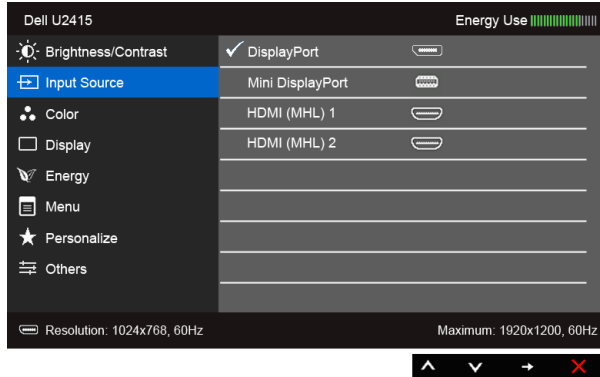 Dell U2415 Energy Use
Brightness/Contrast DisplayPort
Input Source Mini DisplayPort
Color HDMI (MHL) 1
Display HDMI (MHL) 2
Energy
Menu
Personalize
Others
Resolution: 1024x768, 60Hz Maximum: 1920x1200, 60Hz